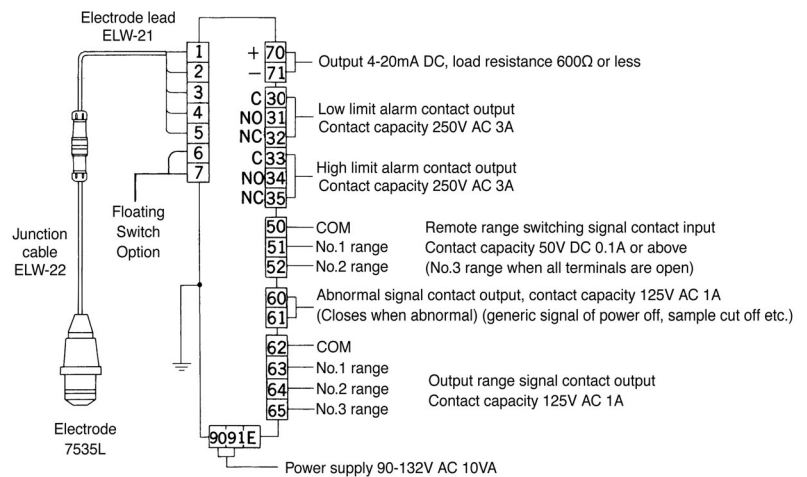 Electrode lead
ELW-21
1
2
3
4
5
6
7
Floating
Switch
Option
Junction
cable
ELW-22
Electrode
7535L
+ 70
− 71
Output 4-20mA DC, load resistance 600Ω or less
C 30
NO 31
NC 32
Low limit alarm contact output
Contact capacity 250V AC 3A
C 33
NO 34
NC 35
High limit alarm contact output
Contact capacity 250V AC 3A
50 COM
51 No.1 range
52 No.2 range
Remote range switching signal contact input
Contact capacity 50V DC 0.1A or above
(No.3 range when all terminals are open)
60
61
Abnormal signal contact output, contact capacity 125V AC 1A
(Closes when abnormal) (generic signal of power off, sample cut off etc.)
62 COM
63 No.1 range
64 No.2 range
65 No.3 range
Output range signal contact output
Contact capacity 125V AC 1A
90 91 E
Power supply 90-132V AC 10VA